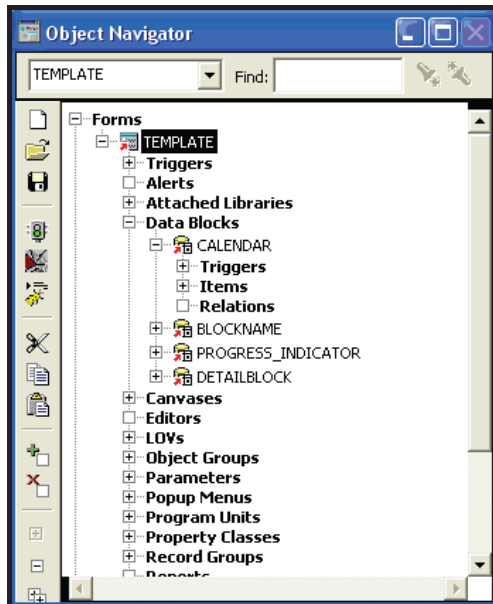 Object Navigator
TEMPLATE Find:
Forms
TEMPLATE
Triggers
Alerts
Attached Libraries
Data Blocks
CALENDAR
Triggers
Items
Relations
BLOCKNAME
PROGRESS_INDICATOR
DETAILBLOCK
Canvases
Editors
LOVs
Object Groups
Parameters
Popup Menus
Program Units
Property Classes
Record Groups
Reports